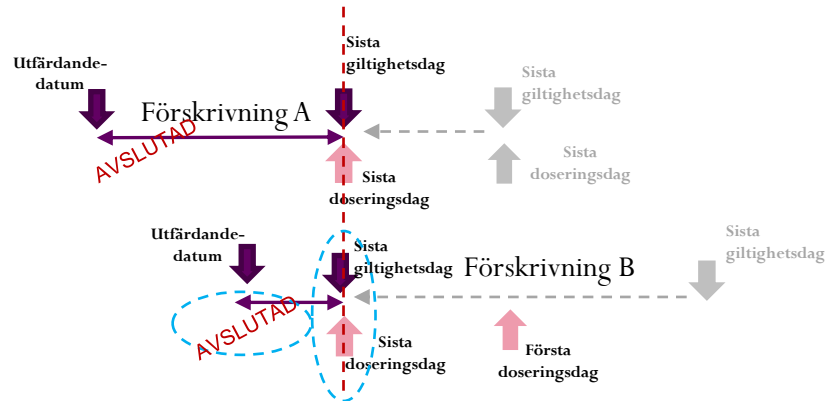 Sista
giltighetsdag
Utfärdande-
datum
Sista
giltighetsdag
Förskrivning A
AVSLUTAD
Sista
doseringsdag
Sista
doseringsdag
Utfärdande-
datum
Sista
giltighetsdag
Förskrivning B
Sista
giltighetsdag
AVSLUTAD
Sista
doseringsdag
Första
doseringsdag